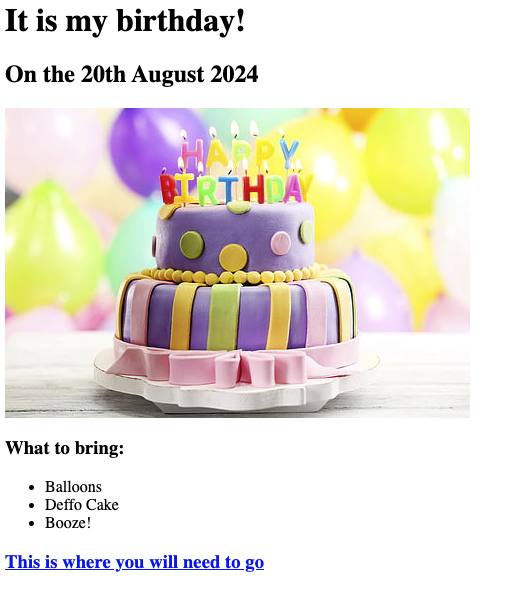 It is my birthday!
On the 20th August 2024
HAPPY
BIRTHDAY
What to bring:
Balloons
Deffo Cake
Booze!
This is where you will need to go